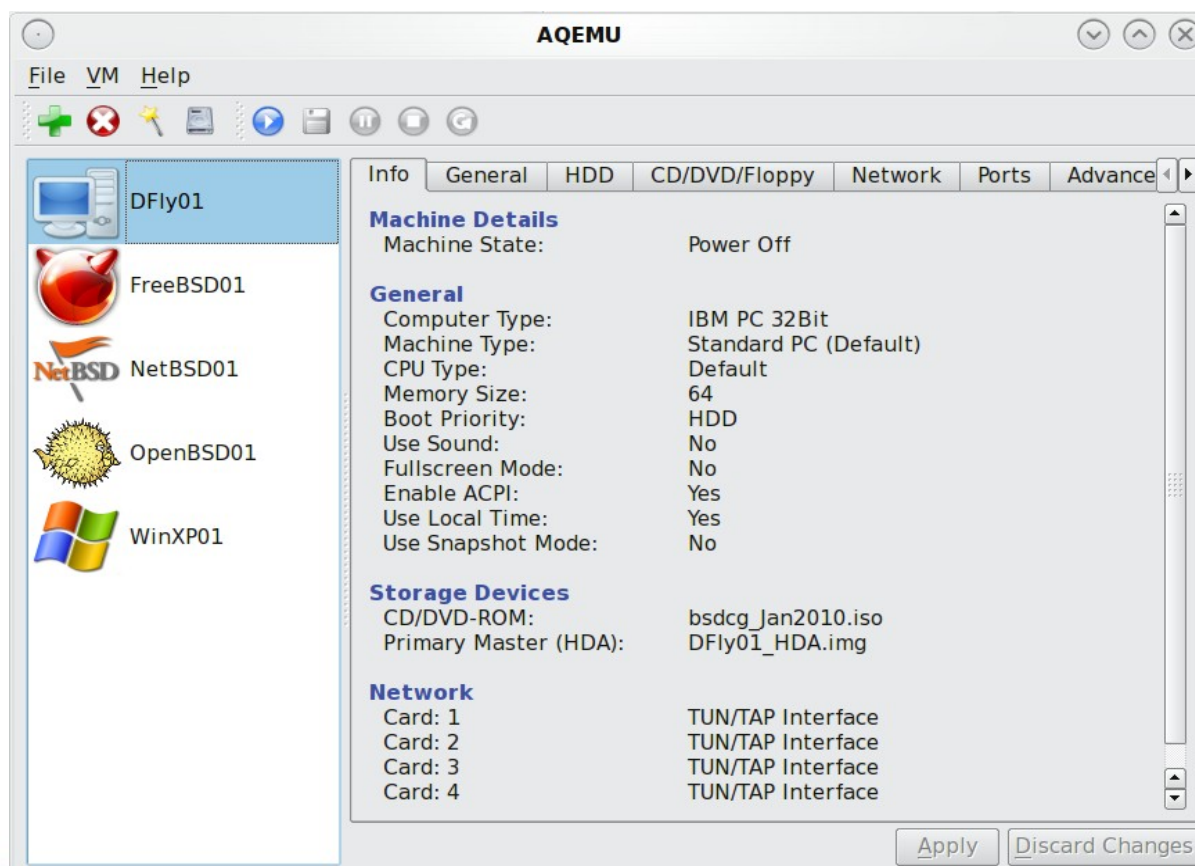 AQEMU
File VM Help
DFly01
FreeBSD01
NetBSD NetBSD01
OpenBSD01
WinXP01
Info General HDD CD/DVD/Floppy Network Ports Advance
Machine Details
Machine State: Power Off
General
Computer Type: IBM PC 32Bit
Machine Type: Standard PC (Default)
CPU Type: Default
Memory Size: 64
Boot Priority: HDD
Use Sound: No
Fullscreen Mode: No
Enable ACPI: Yes
Use Local Time: Yes
Use Snapshot Mode: No
Storage Devices
CD/DVD-ROM: bsdcg_Jan2010.iso
Primary Master (HDA): DFly01_HDA.img
Network
Card: 1 TUN/TAP Interface
Card: 2 TUN/TAP Interface
Card: 3 TUN/TAP Interface
Card: 4 TUN/TAP Interface
Apply Discard Changes